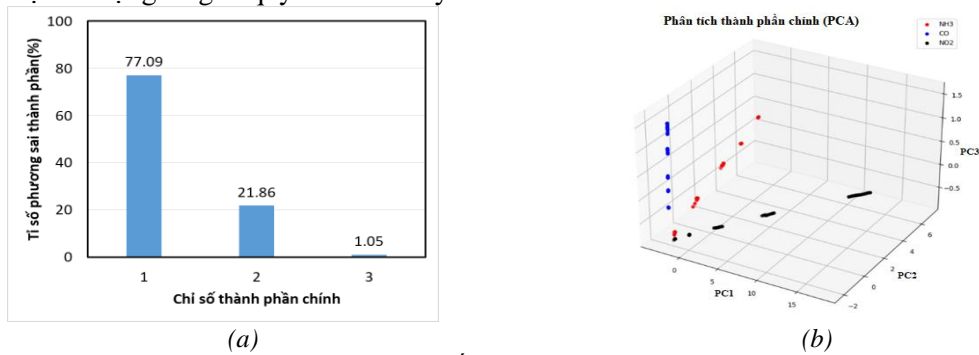 100
80
60
40
20
0
Tỉ số phương sai thành phần(%)
77.09
21.86
1.05
1 2 3
Chỉ số thành phần chính
(a)
Phân tích thành phần chính (PCA)
NH3
CO
NO2
1.5
1.0
0.5
0.0
−0.5
PC3
6
4
2
0
−2
PC2
0 5 10 15
PC1
(b)